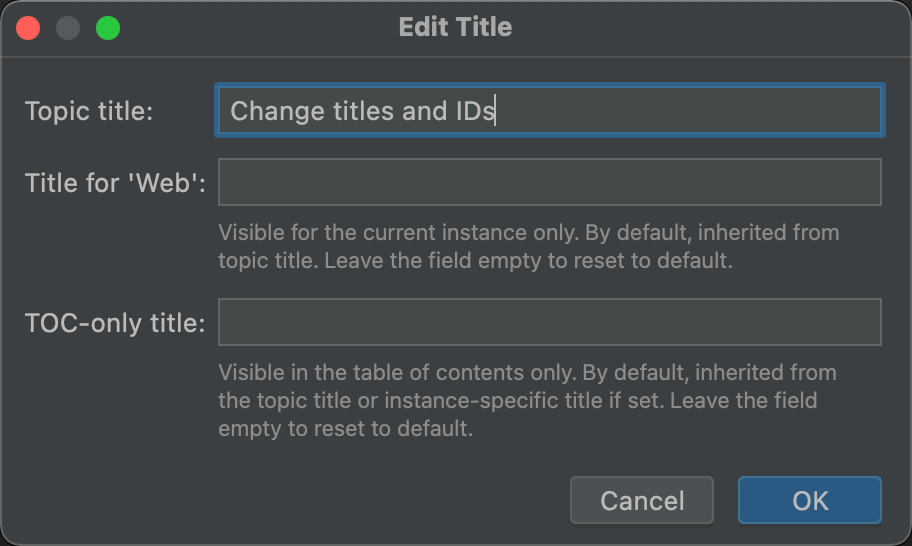 Edit Title
Topic title:
Change titles and IDs
Title for 'Web':
Visible for the current instance only. By default, inherited from
topic title. Leave the field empty to reset to default.
TOC-only title:
Visible in the table of contents only. By default, inherited from
the topic title or instance-specific title if set. Leave the field
empty to reset to default.
Cancel
OK